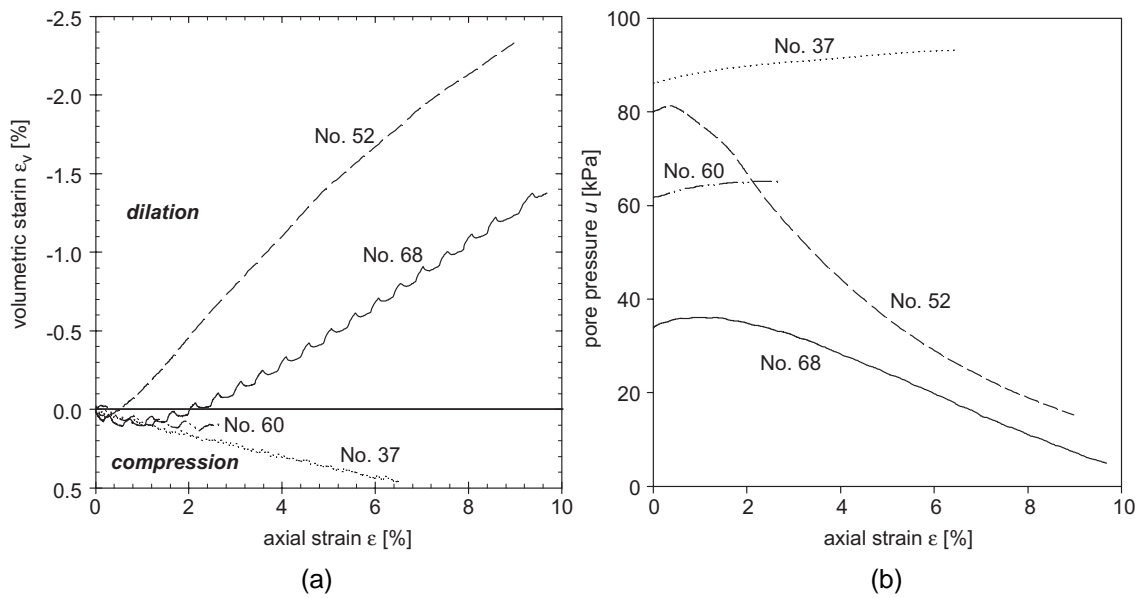 -2.5
-2.0
-1.5
-1.0
-0.5
0.0
0.5
volumetric starin εv [%]
No. 52
dilation
No. 68
No. 60
No. 37
compression
0 2 4 6 8 10
axial strain ε [%]
(a)
100
80
60
40
20
0
pore pressure u [kPa]
No. 37
No. 60
No. 52
No. 68
0 2 4 6 8 10
axial strain ε [%]
(b)